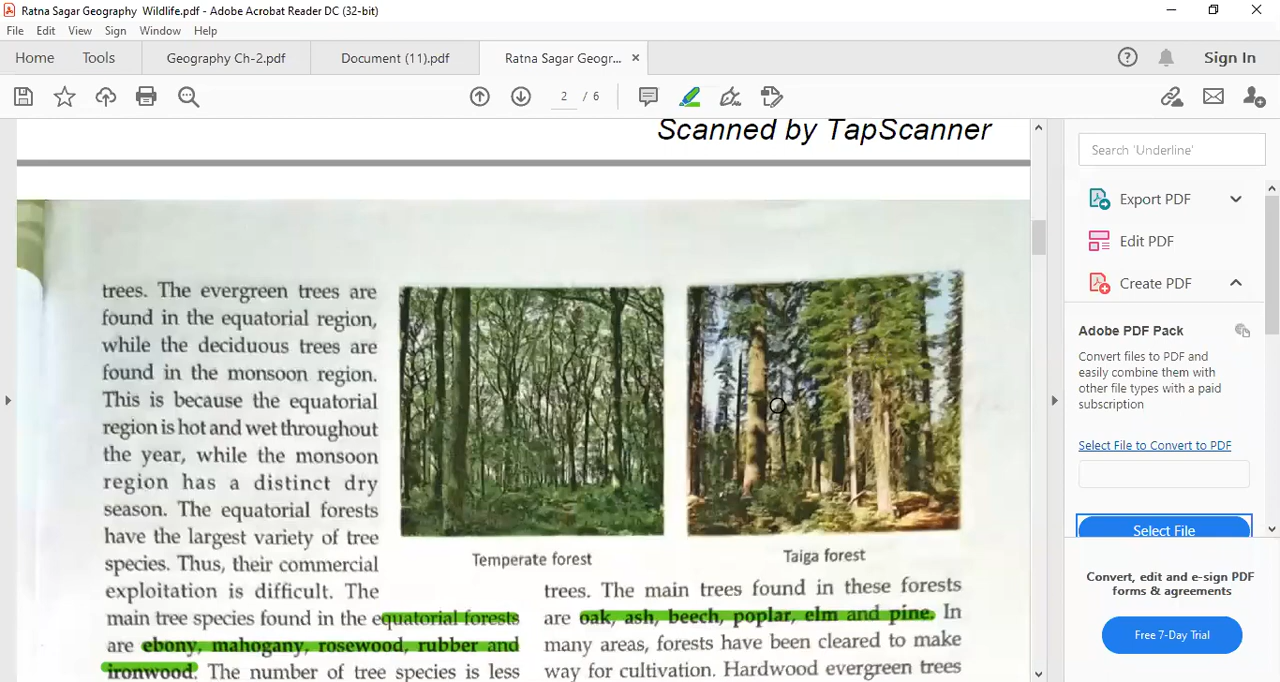 Ratna Sagar Geography Wildlife.pdf - Adobe Acrobat Reader DC (32-bit)
File Edit View Sign Window Help
Home Tools Geography Ch-2.pdf Document (11).pdf Ratna Sagar Geogr... Sign In
2 / 6
Scanned by TapScanner
trees. The evergreen trees are
found in the equatorial region,
while the deciduous trees are
found in the monsoon region.
This is because the equatorial
region is hot and wet throughout
the year, while the monsoon
region has a distinct dry
season. The equatorial forests
have the largest variety of tree
species. Thus, their commercial
exploitation is difficult. The
main tree species found in the equatorial forests
are ebony, mahogany, rosewood, rubber and
ironwood. The number of tree species is less
Temperate forest
Taiga forest
trees. The main trees found in these forests
are oak, ash, beech, poplar, elm and pine. In
many areas, forests have been cleared to make
way for cultivation. Hardwood evergreen trees
Search 'Underline'
Export PDF
Edit PDF
Create PDF
Adobe PDF Pack
Convert files to PDF and
easily combine them with
other file types with a paid
subscription
Select File to Convert to PDF
Select File
Convert, edit and e-sign PDF
forms & agreements
Free 7-Day Trial